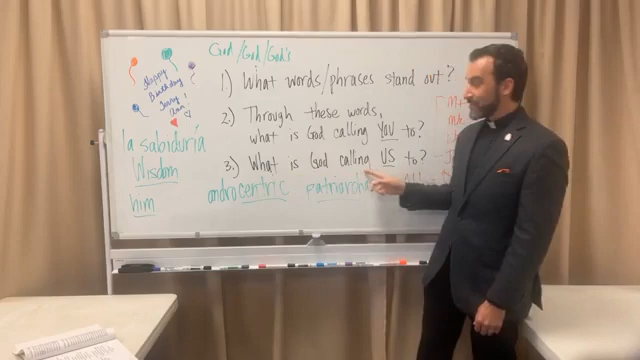 God/God/God's
Happy
Birthday
Jerry
Ann!
1.) What words/phrases stand out?
2.) Through these words,
what is God calling YOU to?
3.) What is God calling US to?
la sabiduría
Wisdom
him
androcentric